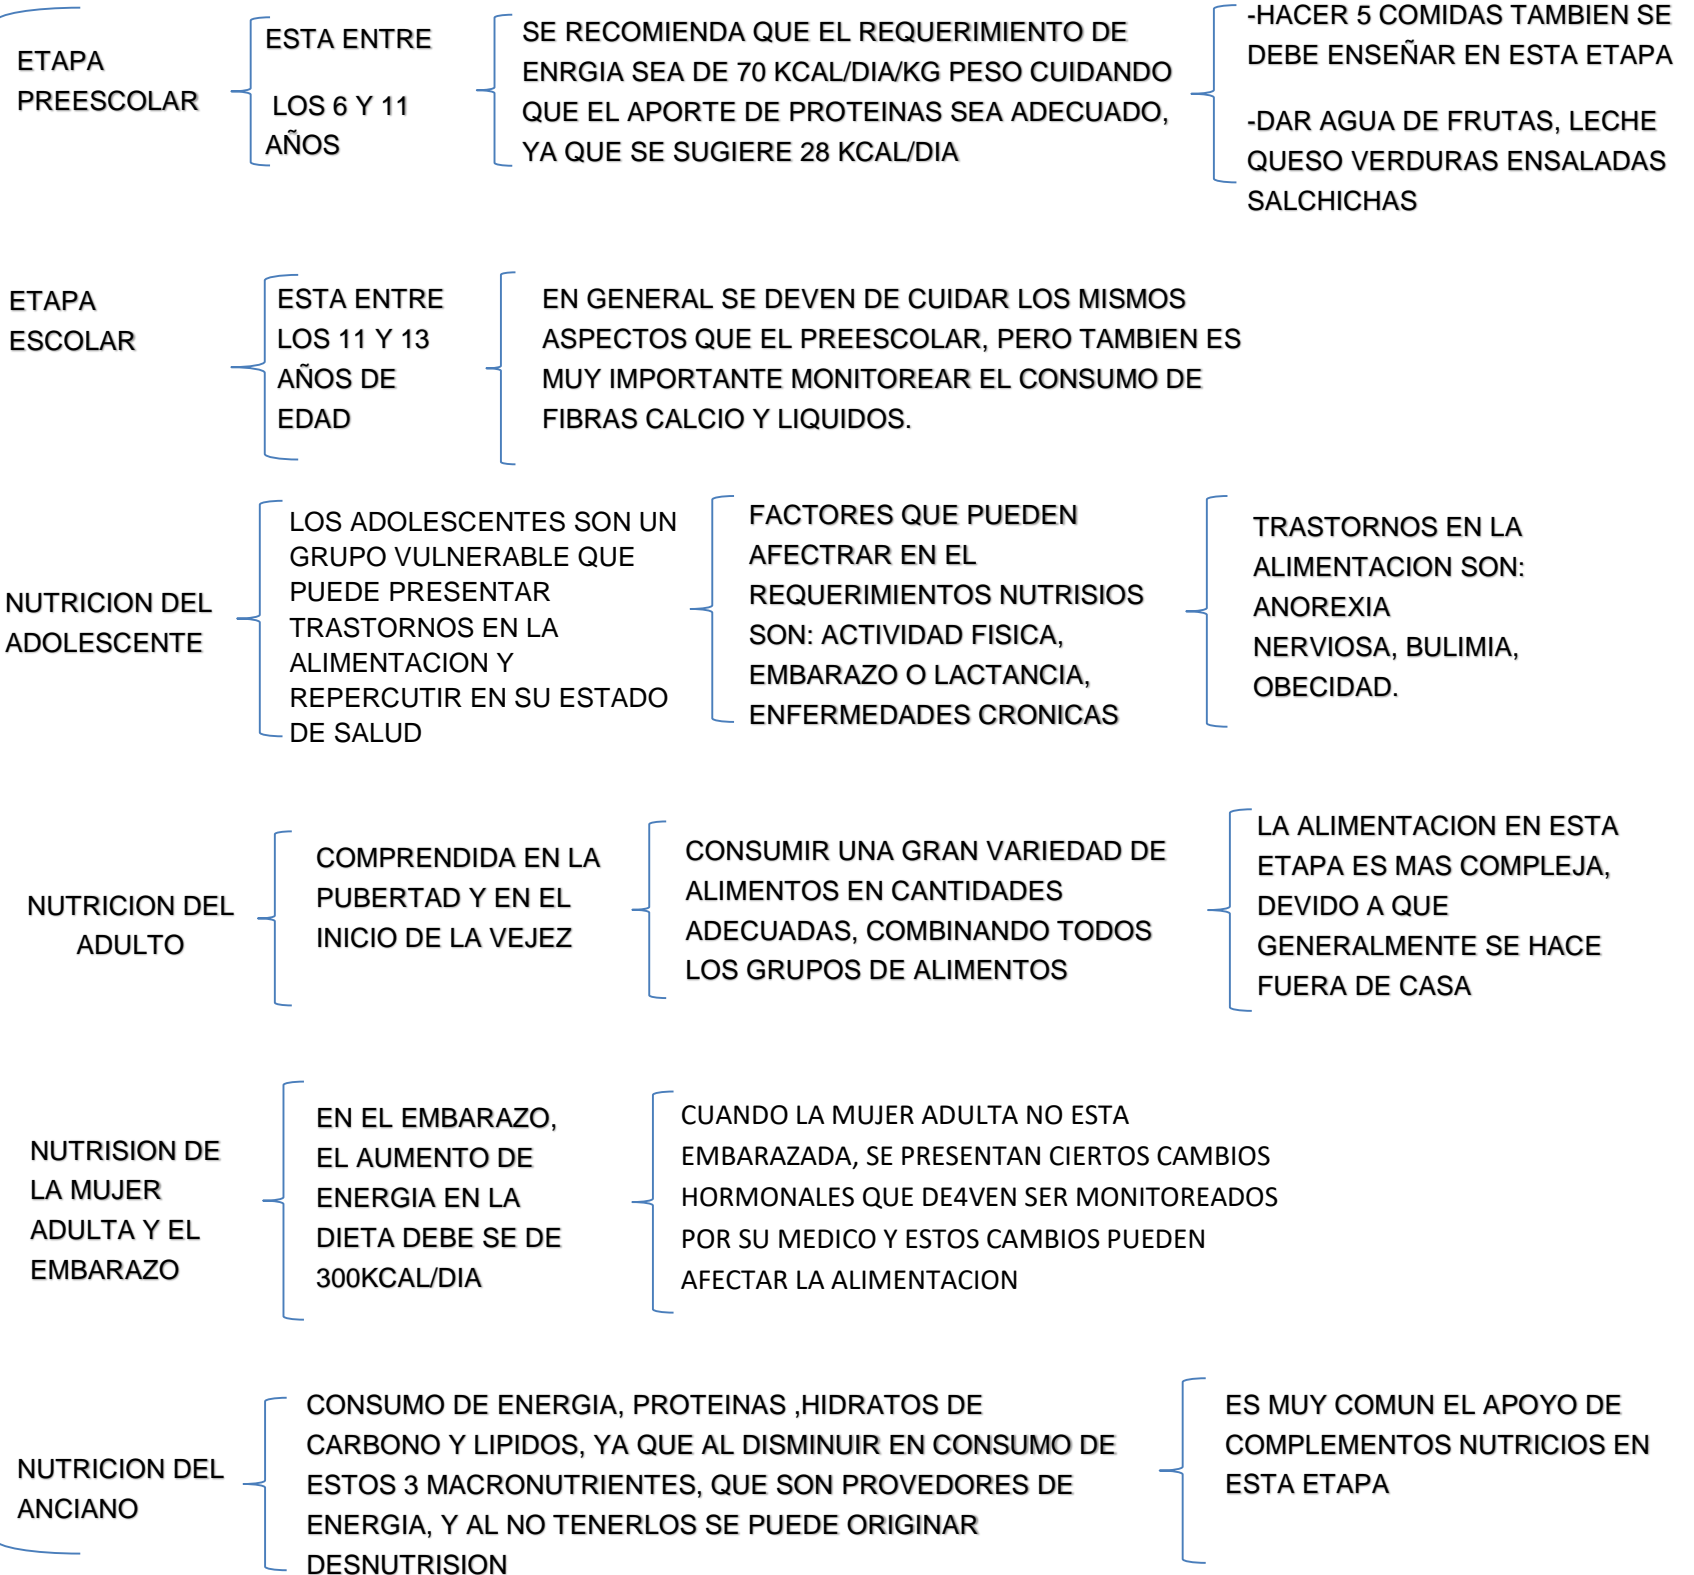 ETAPA
PREESCOLAR
ESTA ENTRE
LOS 6 Y 11
AÑOS
SE RECOMIENDA QUE EL REQUERIMIENTO DE
ENRGIA SEA DE 70 KCAL/DIA/KG PESO CUIDANDO
QUE EL APORTE DE PROTEINAS SEA ADECUADO,
YA QUE SE SUGIERE 28 KCAL/DIA
-HACER 5 COMIDAS TAMBIEN SE
DEBE ENSEÑAR EN ESTA ETAPA
-DAR AGUA DE FRUTAS, LECHE
QUESO VERDURAS ENSALADAS
SALCHICHAS
ETAPA
ESCOLAR
ESTA ENTRE
LOS 11 Y 13
AÑOS DE
EDAD
EN GENERAL SE DEVEN DE CUIDAR LOS MISMOS
ASPECTOS QUE EL PREESCOLAR, PERO TAMBIEN ES
MUY IMPORTANTE MONITOREAR EL CONSUMO DE
FIBRAS CALCIO Y LIQUIDOS.
NUTRICION DEL
ADOLESCENTE
LOS ADOLESCENTES SON UN
GRUPO VULNERABLE QUE
PUEDE PRESENTAR
TRASTORNOS EN LA
ALIMENTACION Y
REPERCUTIR EN SU ESTADO
DE SALUD
FACTORES QUE PUEDEN
AFECTRAR EN EL
REQUERIMIENTOS NUTRISIOS
SON: ACTIVIDAD FISICA,
EMBARAZO O LACTANCIA,
ENFERMEDADES CRONICAS
TRASTORNOS EN LA
ALIMENTACION SON:
ANOREXIA
NERVIOSA, BULIMIA,
OBECIDAD.
NUTRICION DEL
ADULTO
COMPRENDIDA EN LA
PUBERTAD Y EN EL
INICIO DE LA VEJEZ
CONSUMIR UNA GRAN VARIEDAD DE
ALIMENTOS EN CANTIDADES
ADECUADAS, COMBINANDO TODOS
LOS GRUPOS DE ALIMENTOS
LA ALIMENTACION EN ESTA
ETAPA ES MAS COMPLEJA,
DEVIDO A QUE
GENERALMENTE SE HACE
FUERA DE CASA
NUTRISION DE
LA MUJER
ADULTA Y EL
EMBARAZO
EN EL EMBARAZO,
EL AUMENTO DE
ENERGIA EN LA
DIETA DEBE SE DE
300KCAL/DIA
CUANDO LA MUJER ADULTA NO ESTA
EMBARAZADA, SE PRESENTAN CIERTOS CAMBIOS
HORMONALES QUE DE4VEN SER MONITOREADOS
POR SU MEDICO Y ESTOS CAMBIOS PUEDEN
AFECTAR LA ALIMENTACION
NUTRICION DEL
ANCIANO
CONSUMO DE ENERGIA, PROTEINAS ,HIDRATOS DE
CARBONO Y LIPIDOS, YA QUE AL DISMINUIR EN CONSUMO DE
ESTOS 3 MACRONUTRIENTES, QUE SON PROVEDORES DE
ENERGIA, Y AL NO TENERLOS SE PUEDE ORIGINAR
DESNUTRISION
ES MUY COMUN EL APOYO DE
COMPLEMENTOS NUTRICIOS EN
ESTA ETAPA